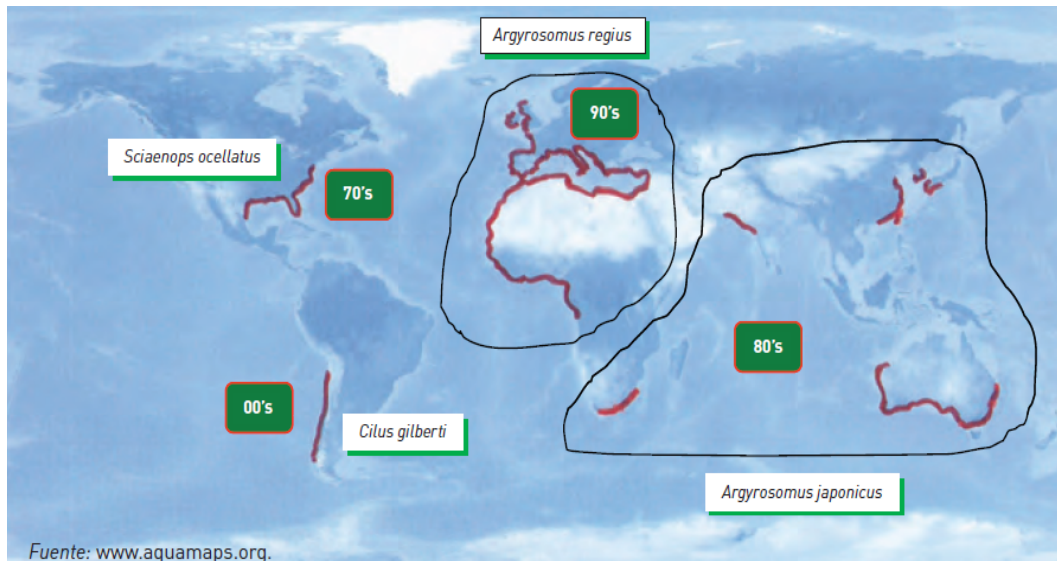 Argyrosomus regius
90's
Sciaenops ocellatus
70's
80's
00's
Cilus gilberti
Argyrosomus japonicus
Fuente: www.aquamaps.org.